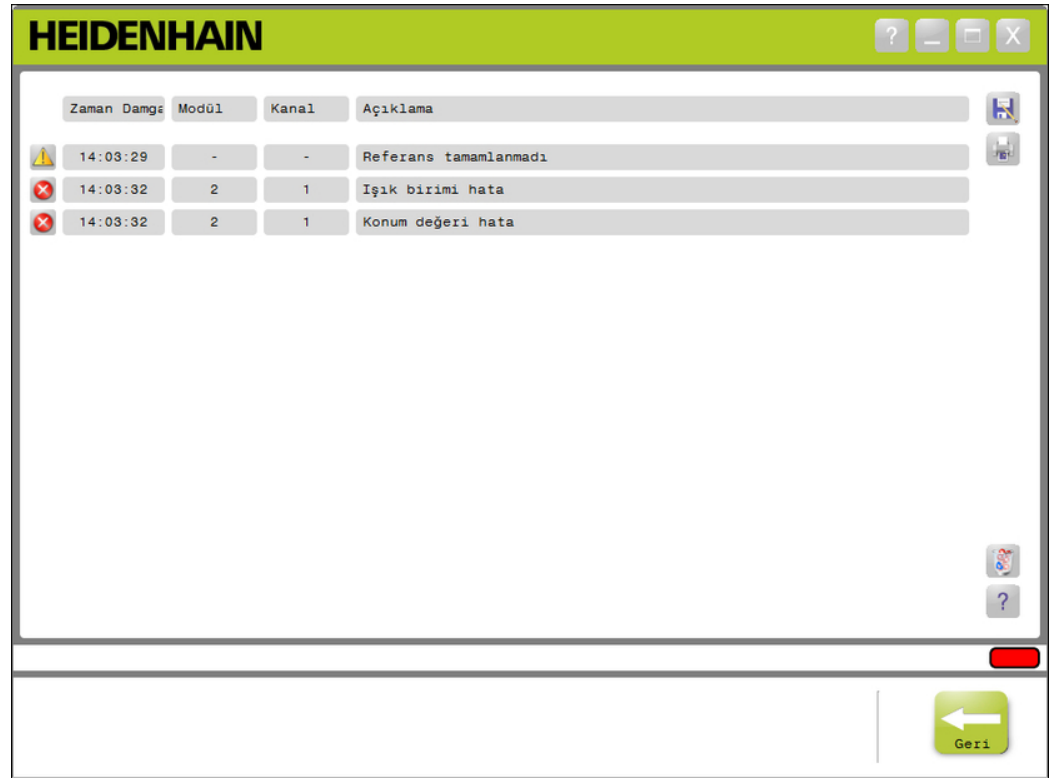 HEIDENHAIN ? X
Zaman Damga Modül Kanal Açıklama
14:03:29 - - Referans tamamlanmadı
14:03:32 2 1 Işık birimi hata
14:03:32 2 1 Konum değeri hata
?
Geri